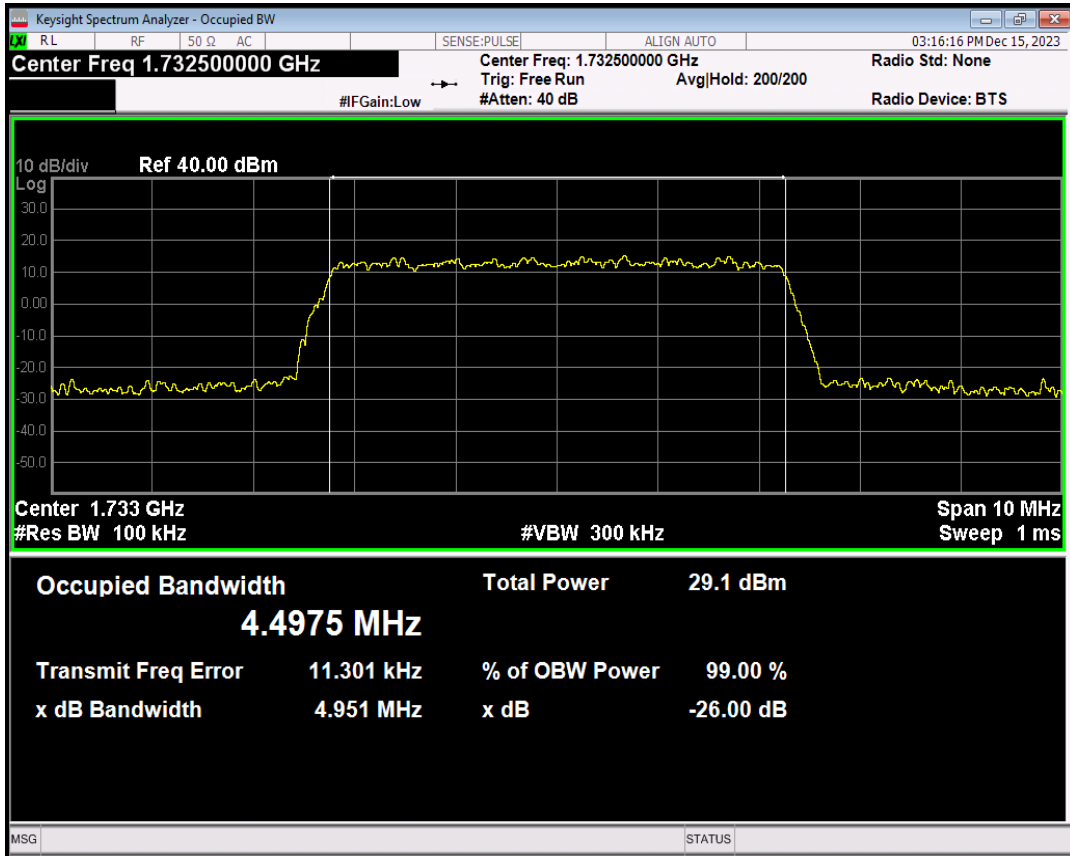 Keysight Spectrum Analyzer - Occupied BW
LXI RL RF 50 Ω AC SENSE:PULSE ALIGN AUTO 03:16:16 PM Dec 15, 2023
Center Freq 1.732500000 GHz Center Freq: 1.732500000 GHz Radio Std: None
Trig: Free Run Avg|Hold: 200/200
#IFGain:Low #Atten: 40 dB Radio Device: BTS
10 dB/div Ref 40.00 dBm
Log
30.0
20.0
10.0
0.00
-10.0
-20.0
-30.0
-40.0
-50.0
Center 1.733 GHz Span 10 MHz
#Res BW 100 kHz #VBW 300 kHz Sweep 1 ms
Occupied Bandwidth Total Power 29.1 dBm
4.4975 MHz
Transmit Freq Error 11.301 kHz % of OBW Power 99.00 %
x dB Bandwidth 4.951 MHz x dB -26.00 dB
MSG STATUS